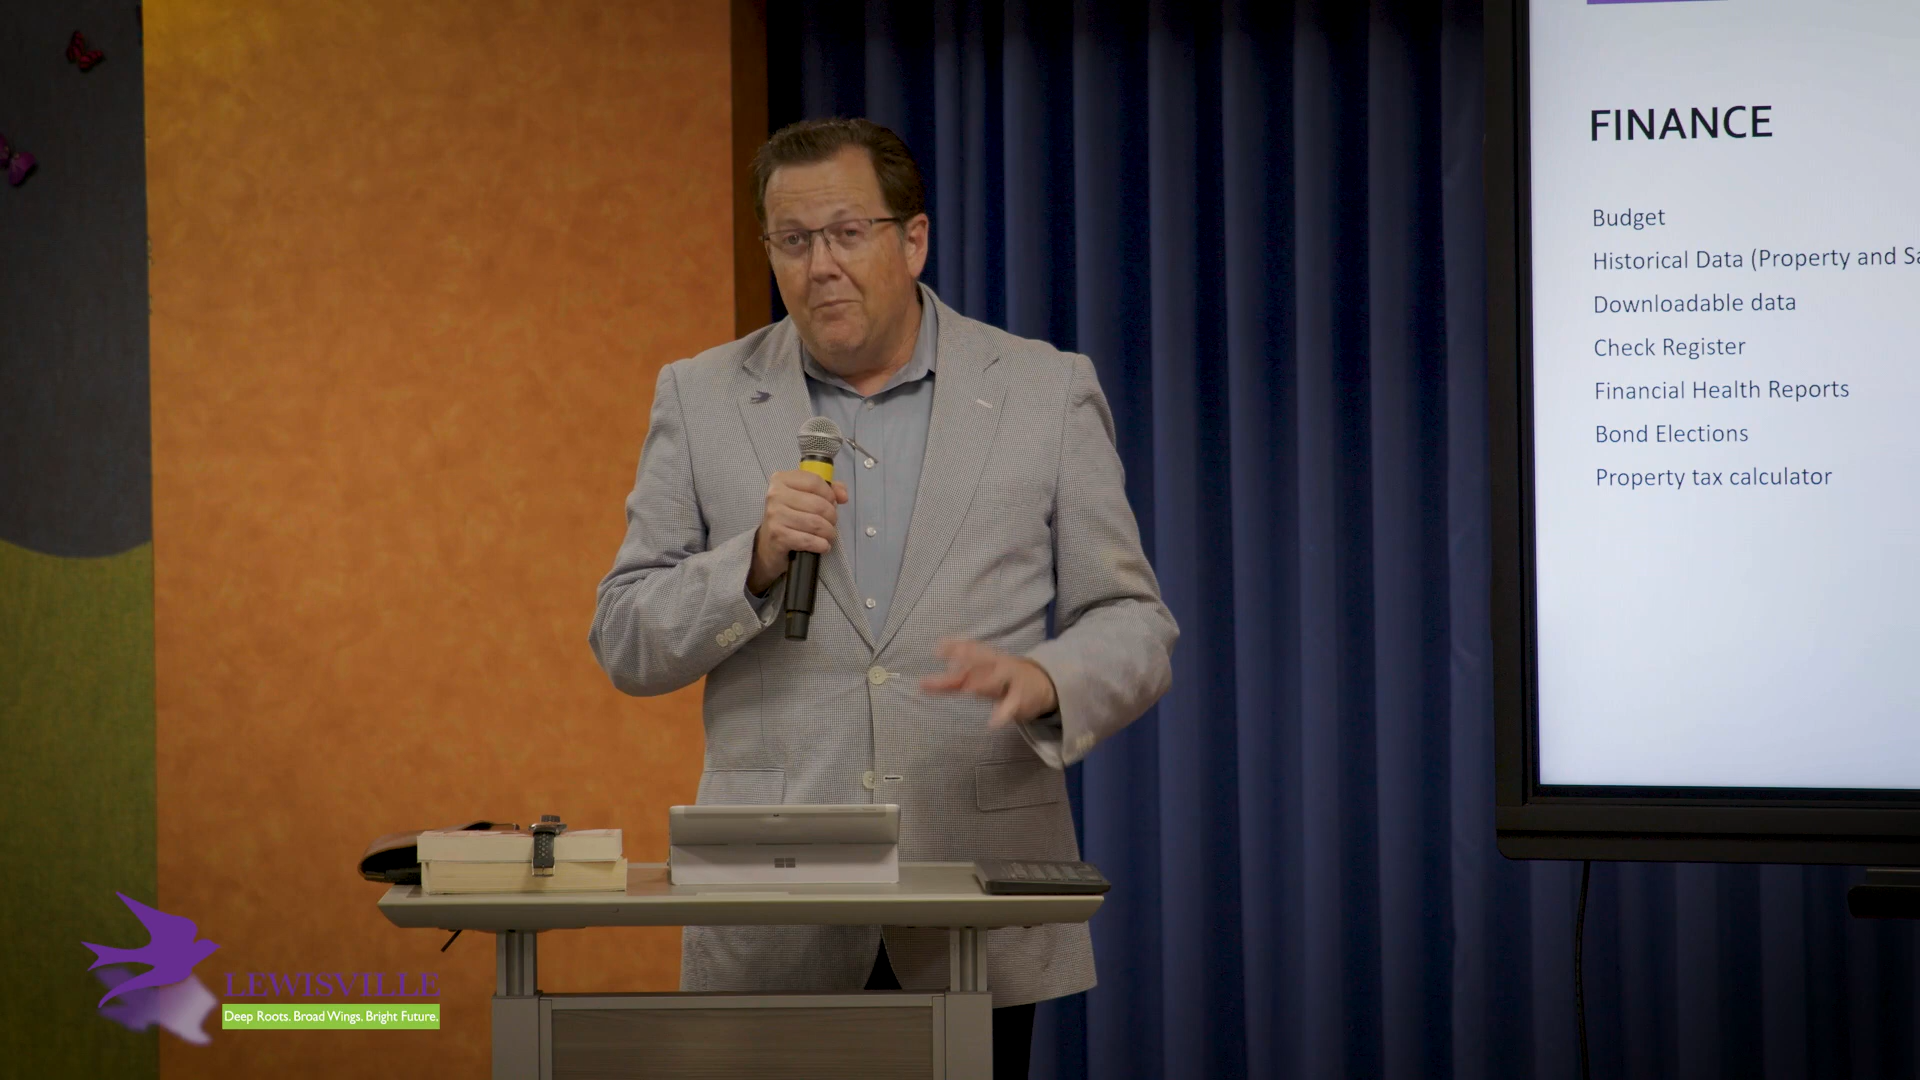 FINANCE
Budget
Historical Data (Property and
Downloadable data
Check Register
Financial Health Reports
Bond Elections
Property tax calculator
LEWISVILLE
Deep Roots. Broad Wings. Bright Future.